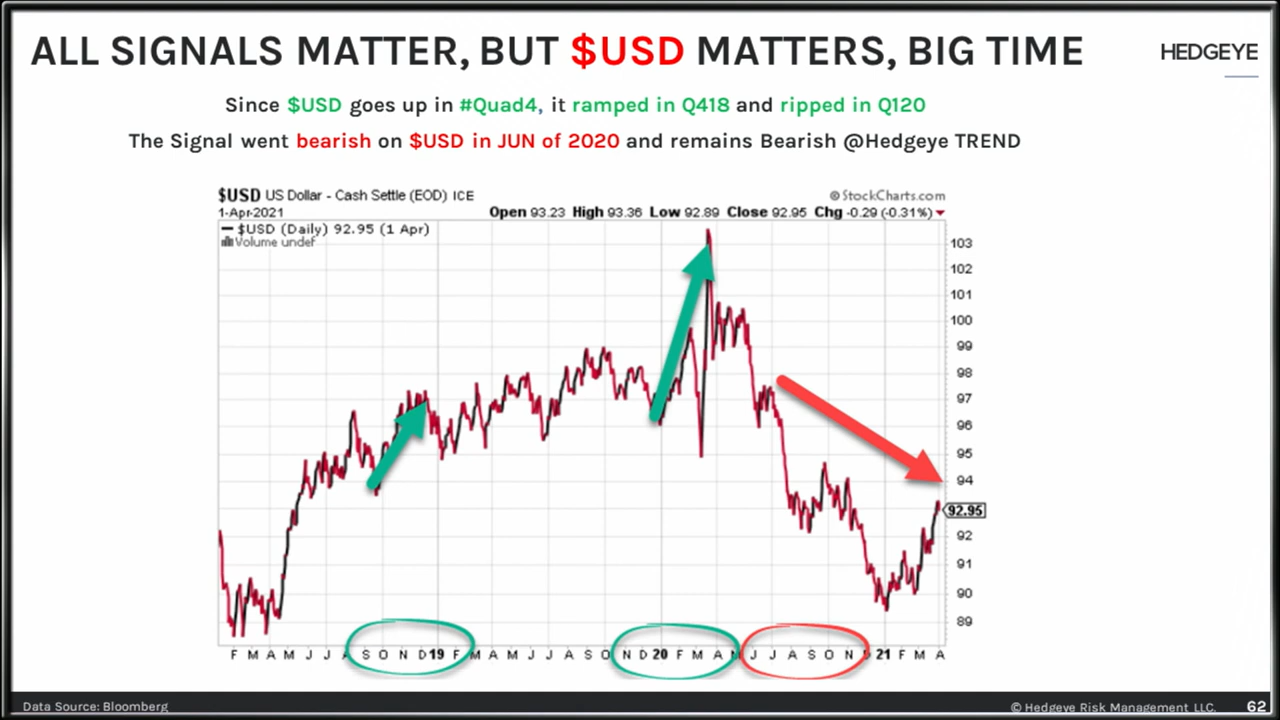 ALL SIGNALS MATTER, BUT $USD MATTERS, BIG TIME
HEDGEYE
Since $USD goes up in #Quad4, it ramped in Q418 and ripped in Q120
The Signal went bearish on $USD in JUN of 2020 and remains Bearish @Hedgeye TREND
$USD US Dollar - Cash Settle (EOD) ICE
© StockCharts.com
1-Apr-2021
Open 93.23 High 93.36 Low 92.89 Close 92.95 Chg -0.29 (-0.31%)
$USD (Daily) 92.95 (1 Apr)
Volume undef
103
102
101
100
99
98
97
96
95
94
92.95
92
91
90
89
F M A M J J A S O N D 19 F M A M J J A S O N D 20 F M A M J J A S O N D 21 F M A
Data Source: Bloomberg
© Hedgeye Risk Management LLC.
62